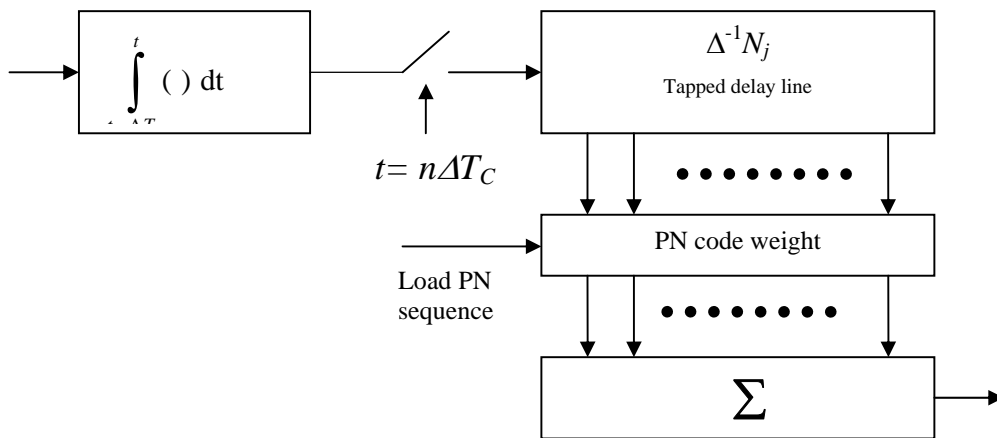 t
∫ ( ) dt
Δ⁻¹Nⱼ
Tapped delay line
t= nΔT_C
PN code weight
Load PN
sequence
Σ